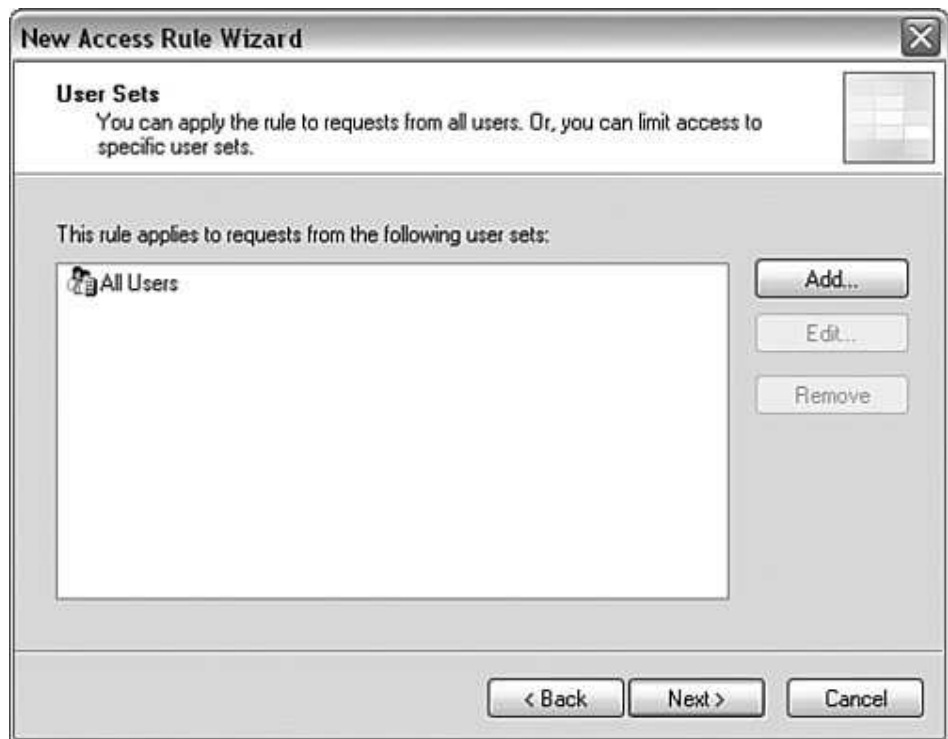 New Access Rule Wizard
User Sets
You can apply the rule to requests from all users. Or, you can limit access to
specific user sets.
This rule applies to requests from the following user sets:
All Users
Add...
Edit...
Remove
< Back
Next >
Cancel